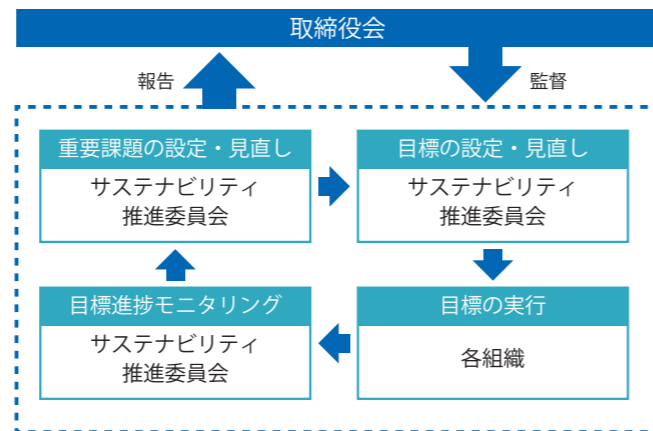 取締役会
報告
監督
重要課題の設定・見直し
サステナビリティ
推進委員会
目標の設定・見直し
サステナビリティ
推進委員会
目標進捗モニタリング
サステナビリティ
推進委員会
目標の実行
各組織